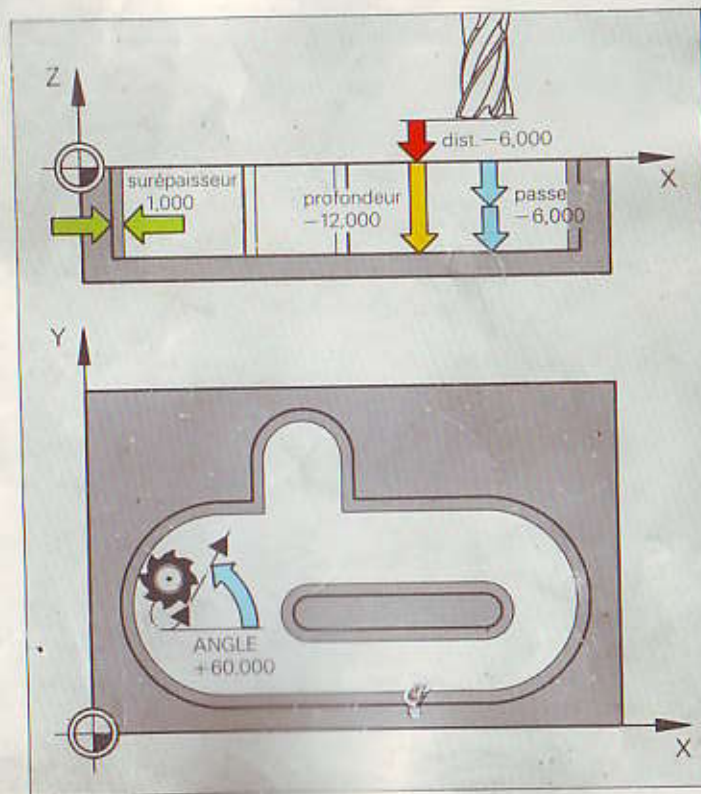 Z
dist. −6,000
X
surépaisseur
1,000
profondeur
−12,000
passe
−6,000
Y
ANGLE
+60.000
X